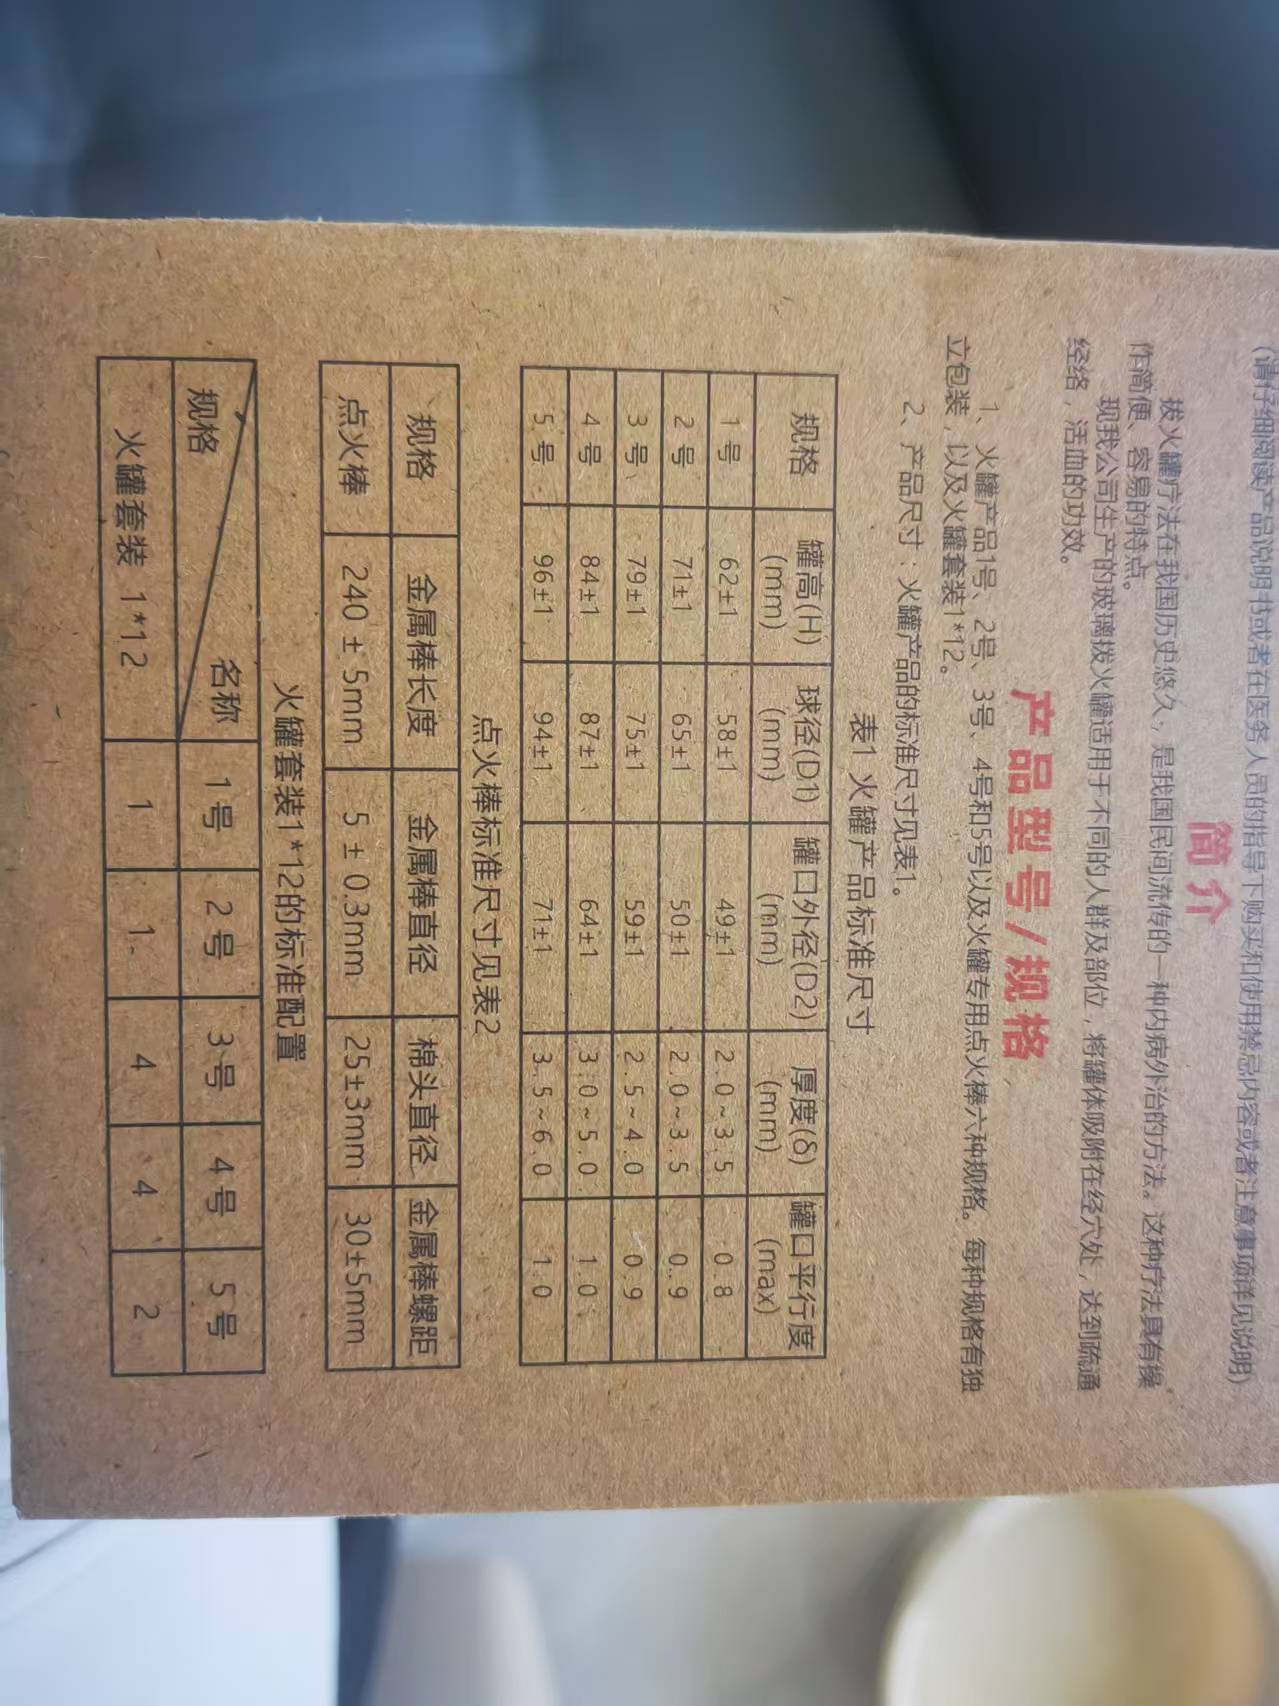 (请仔细阅读产品说明书或者在医务人员的指导下购买和使用禁忌内容或者注意事项详见说明)
简介
拔火罐疗法在我国历史悠久，是我国民间流传的一种内病外治的方法。这种疗法具有操
作简便、容易的特点。
现我公司生产的玻璃拔火罐适用于不同的人群及部位，将罐体吸附在经穴处，达到疏通
经络，活血的功效。
产品型号/规格
1、火罐产品1号、2号、3号、4号和5号以及火罐专用点火棒六种规格。每种规格有独
立包装，以及火罐套装1*12。
2、产品尺寸：火罐产品的标准尺寸见表1。
表1 火罐产品标准尺寸
规格 罐高(H)(mm) 球径(D1)(mm) 罐口外径(D2)(mm) 厚度(δ)(mm) 罐口平行度(max)
1号 62±1 58±1 49±1 2.0~3.5 0.8
2号 71±1 65±1 50±1 2.0~3.5 0.9
3号 79±1 75±1 59±1 2.5~4.0 0.9
4号 84±1 87±1 64±1 3.0~5.0 1.0
5号 96±1 94±1 71±1 3.5~6.0 1.0
点火棒标准尺寸见表2
规格 金属棒长度 金属棒直径 棉头直径 金属棒螺距
点火棒 240±5mm 5±0.3mm 25±3mm 30±5mm
火罐套装1*12的标准配置
名称 1号 2号 3号 4号 5号
规格
火罐套装 1*12 1 1 4 4 2